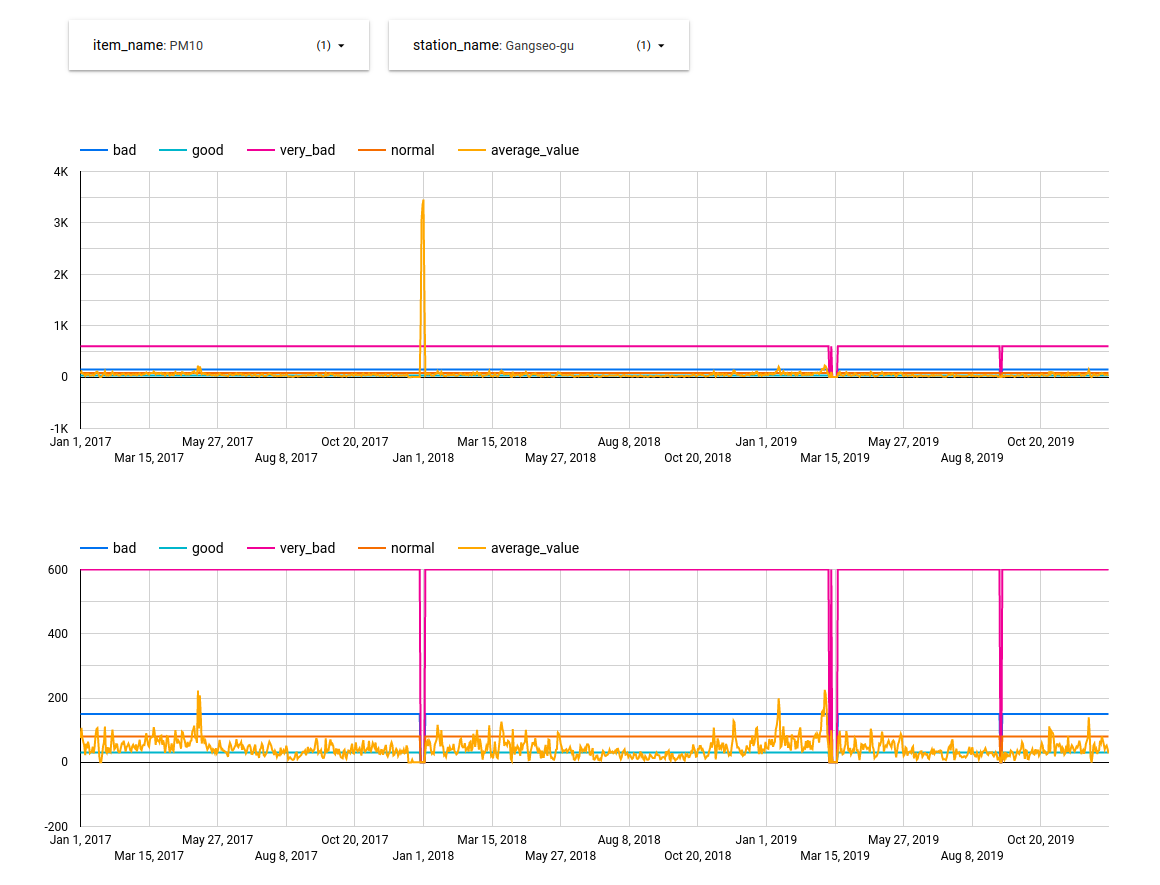 item_name: PM10 (1)
station_name: Gangseo-gu (1)
bad good very_bad normal average_value
4K
3K
2K
1K
0
-1K
Jan 1, 2017 May 27, 2017 Oct 20, 2017 Mar 15, 2018 Aug 8, 2018 Jan 1, 2019 May 27, 2019 Oct 20, 2019
Mar 15, 2017 Aug 8, 2017 Jan 1, 2018 May 27, 2018 Oct 20, 2018 Mar 15, 2019 Aug 8, 2019
bad good very_bad normal average_value
600
400
200
0
-200
Jan 1, 2017 May 27, 2017 Oct 20, 2017 Mar 15, 2018 Aug 8, 2018 Jan 1, 2019 May 27, 2019 Oct 20, 2019
Mar 15, 2017 Aug 8, 2017 Jan 1, 2018 May 27, 2018 Oct 20, 2018 Mar 15, 2019 Aug 8, 2019